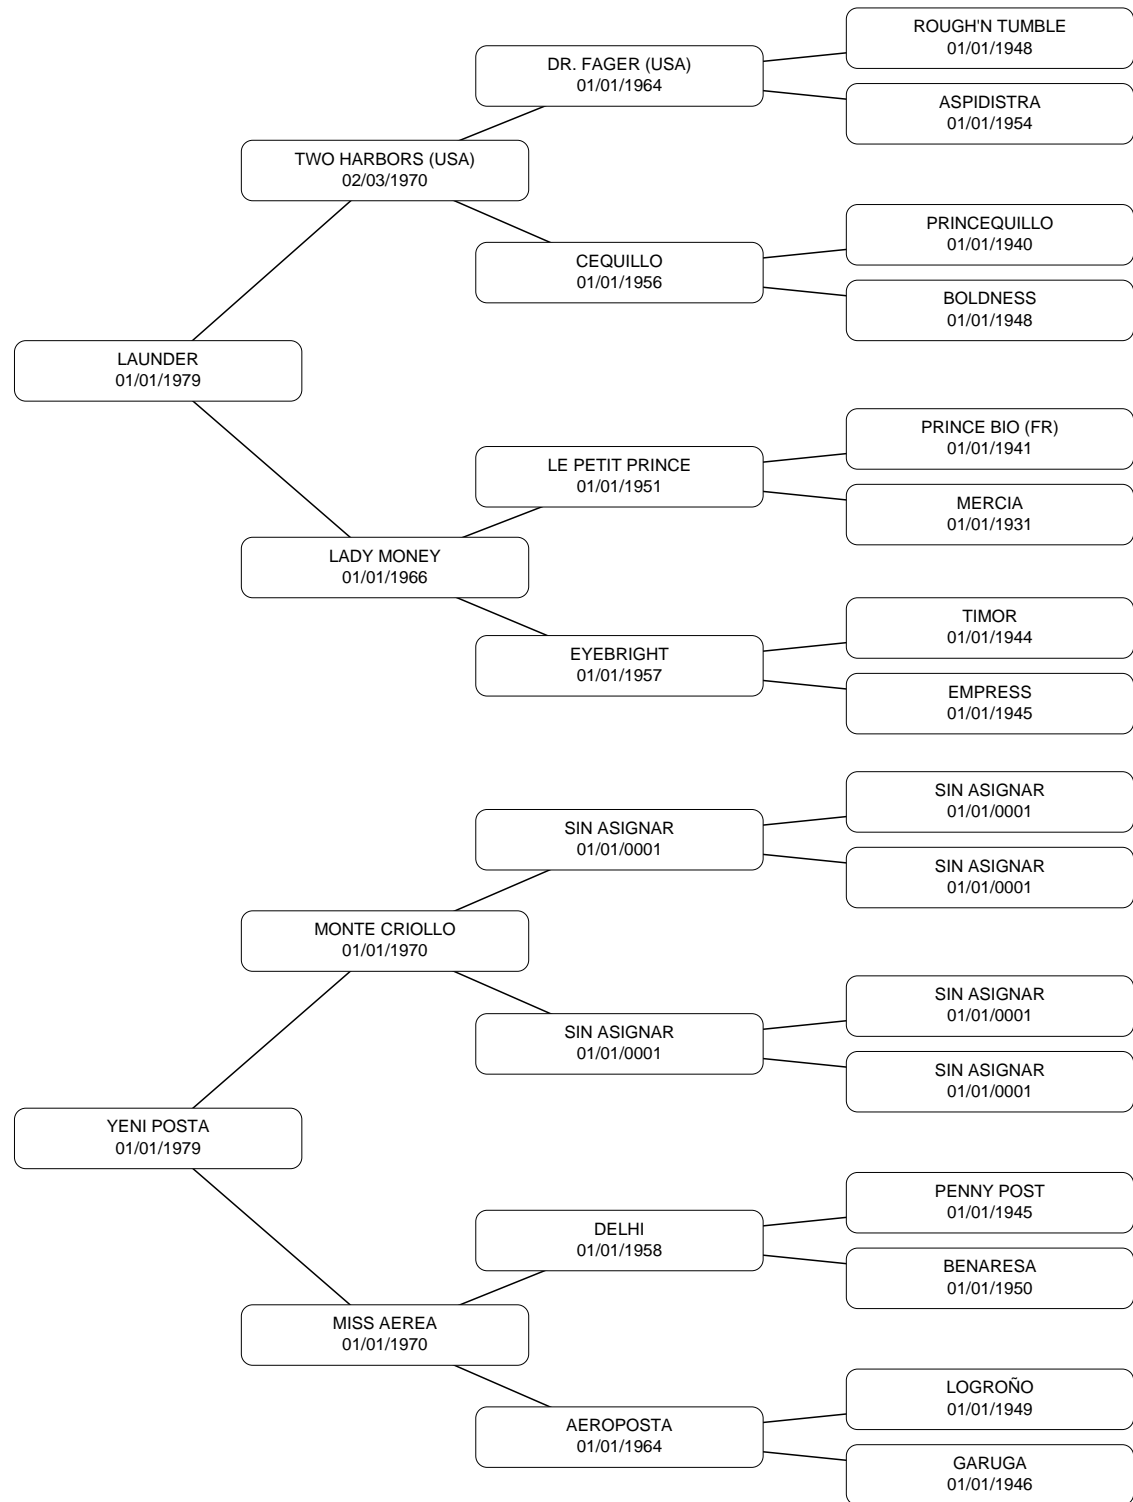 ROUGH'N TUMBLE
01/01/1948
DR. FAGER (USA)
01/01/1964
ASPIDISTRA
01/01/1954
TWO HARBORS (USA)
02/03/1970
PRINCEQUILLO
01/01/1940
CEQUILLO
01/01/1956
BOLDNESS
01/01/1948
LAUNDER
01/01/1979
PRINCE BIO (FR)
01/01/1941
LE PETIT PRINCE
01/01/1951
MERCIA
01/01/1931
LADY MONEY
01/01/1966
TIMOR
01/01/1944
EYEBRIGHT
01/01/1957
EMPRESS
01/01/1945
SIN ASIGNAR
01/01/0001
SIN ASIGNAR
01/01/0001
SIN ASIGNAR
01/01/0001
MONTE CRIOLLO
01/01/1970
SIN ASIGNAR
01/01/0001
SIN ASIGNAR
01/01/0001
SIN ASIGNAR
01/01/0001
YENI POSTA
01/01/1979
PENNY POST
01/01/1945
DELHI
01/01/1958
BENARESA
01/01/1950
MISS AEREA
01/01/1970
LOGROÑO
01/01/1949
AEROPOSTA
01/01/1964
GARUGA
01/01/1946